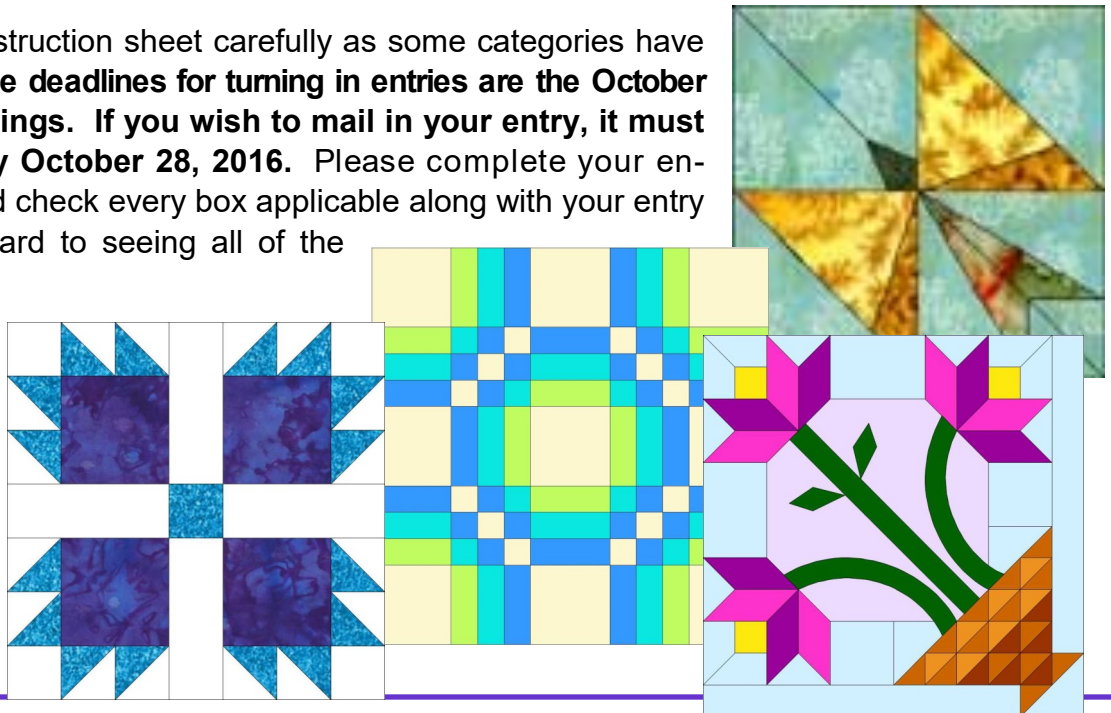 struction sheet carefully as some categories have
e deadlines for turning in entries are the October
ings. If you wish to mail in your entry, it must
y October 28, 2016. Please complete your en-
d check every box applicable along with your entry
ard to seeing all of the